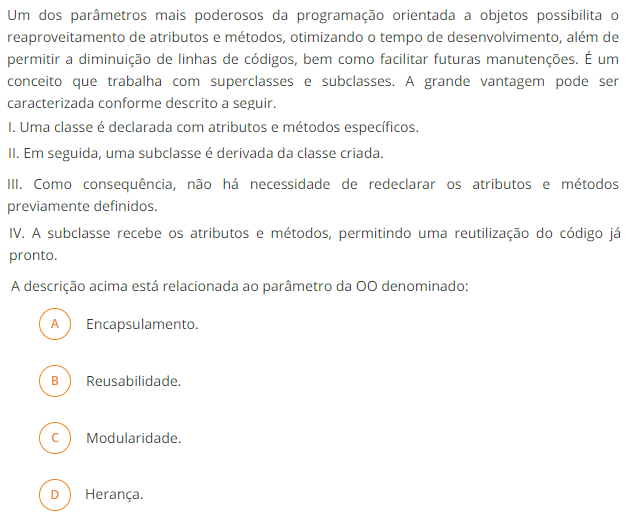 Um dos parâmetros mais poderosos da programação orientada a objetos possibilita o
reaproveitamento de atributos e métodos, otimizando o tempo de desenvolvimento, além de
permitir a diminuição de linhas de códigos, bem como facilitar futuras manutenções. É um
conceito que trabalha com superclasses e subclasses. A grande vantagem pode ser
caracterizada conforme descrito a seguir.
I. Uma classe é declarada com atributos e métodos específicos.
II. Em seguida, uma subclasse é derivada da classe criada.
III. Como consequência, não há necessidade de redeclarar os atributos e métodos
previamente definidos.
IV. A subclasse recebe os atributos e métodos, permitindo uma reutilização do código já
pronto.
A descrição acima está relacionada ao parâmetro da OO denominado:
A Encapsulamento.
B Reusabilidade.
C Modularidade.
D Herança.